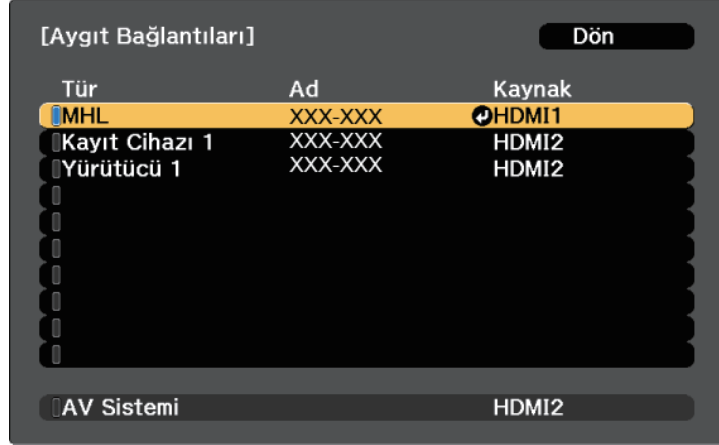 [Aygıt Bağlantıları] Dön
Tür Ad Kaynak
MHL XXX-XXX HDMI1
Kayıt Cihazı 1 XXX-XXX HDMI2
Yürütücü 1 XXX-XXX HDMI2
AV Sistemi HDMI2